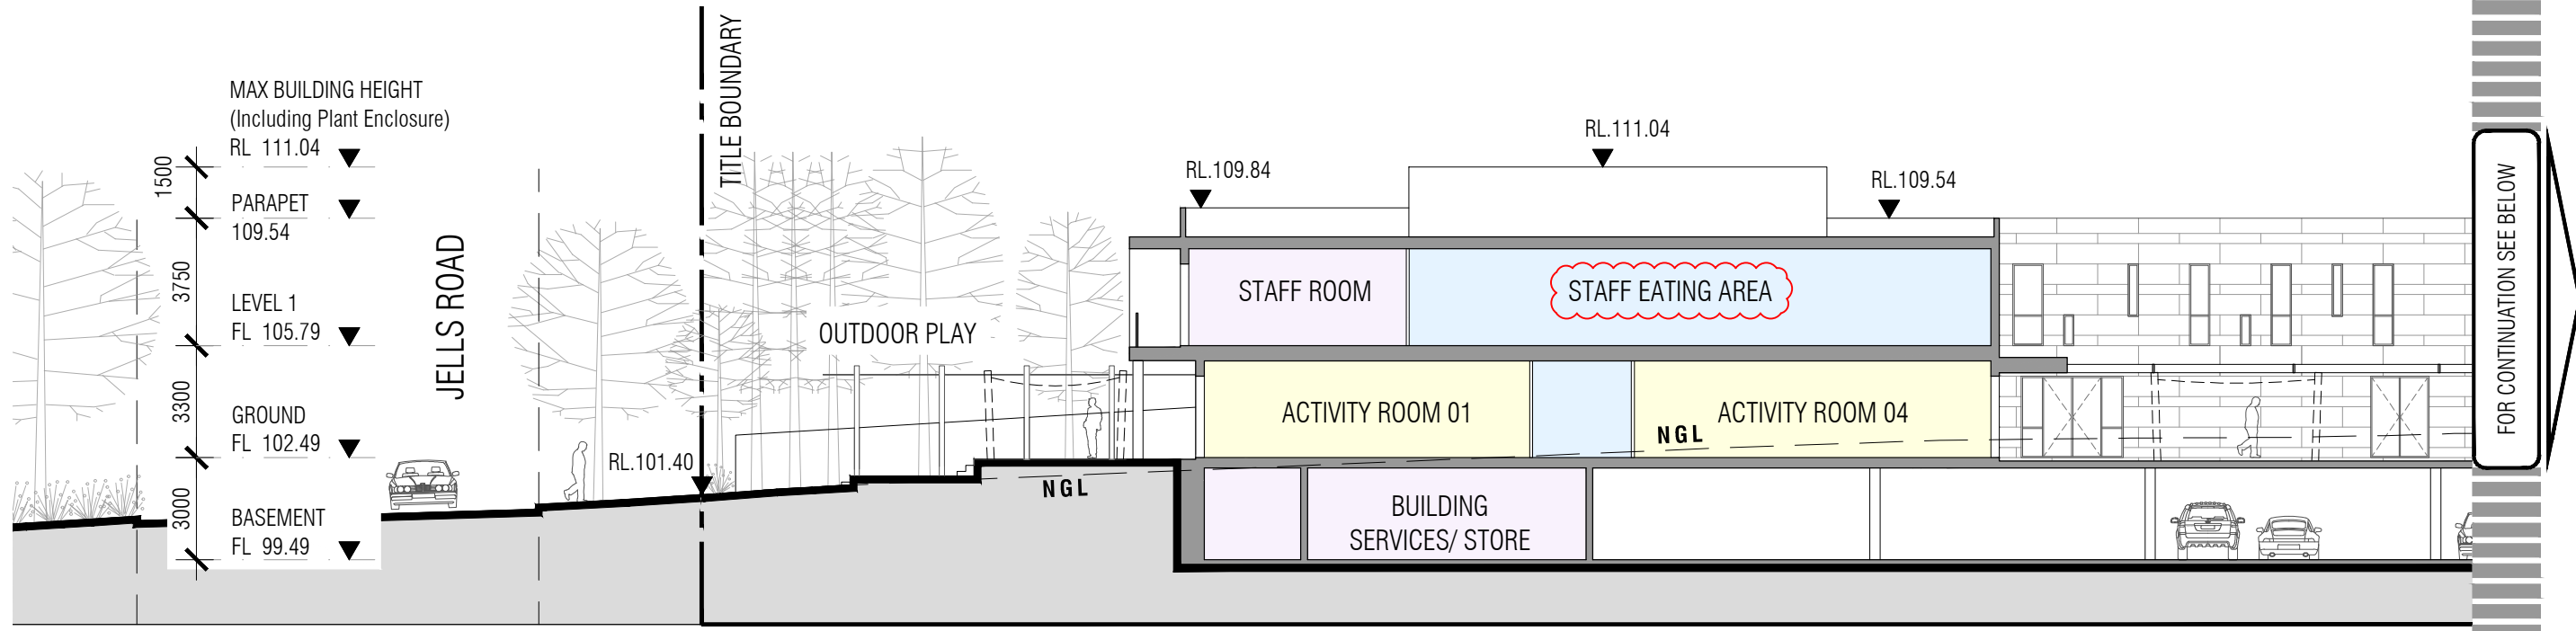 MAX BUILDING HEIGHT
(Including Plant Enclosure)
RL 111.04
1500
PARAPET
109.54
3750
LEVEL 1
FL 105.79
3300
GROUND
FL 102.49
3000
BASEMENT
FL 99.49
JELLS ROAD
TITLE BOUNDARY
RL.101.40
OUTDOOR PLAY
NGL
RL.109.84
RL.111.04
RL.109.54
STAFF ROOM
STAFF EATING AREA
ACTIVITY ROOM 01
ACTIVITY ROOM 04
NGL
BUILDING
SERVICES/ STORE
FOR CONTINUATION SEE BELOW